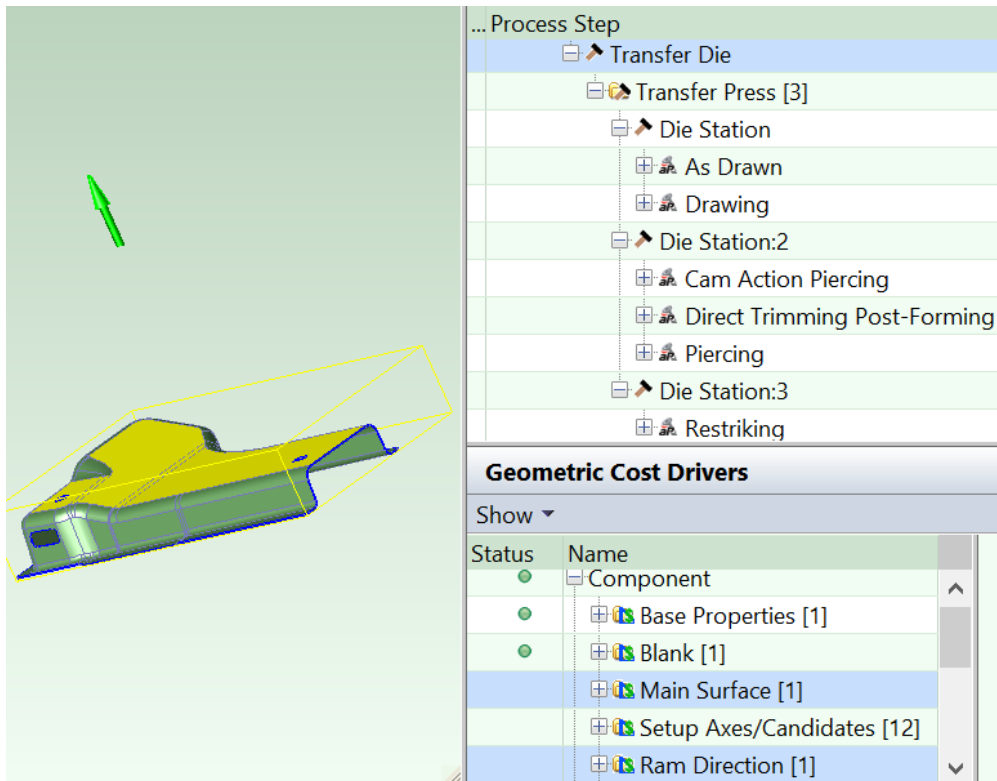 ... Process Step
Transfer Die
Transfer Press [3]
Die Station
As Drawn
Drawing
Die Station:2
Cam Action Piercing
Direct Trimming Post-Forming
Piercing
Die Station:3
Restriking
Geometric Cost Drivers
Show
Status Name
Component
Base Properties [1]
Blank [1]
Main Surface [1]
Setup Axes/Candidates [12]
Ram Direction [1]